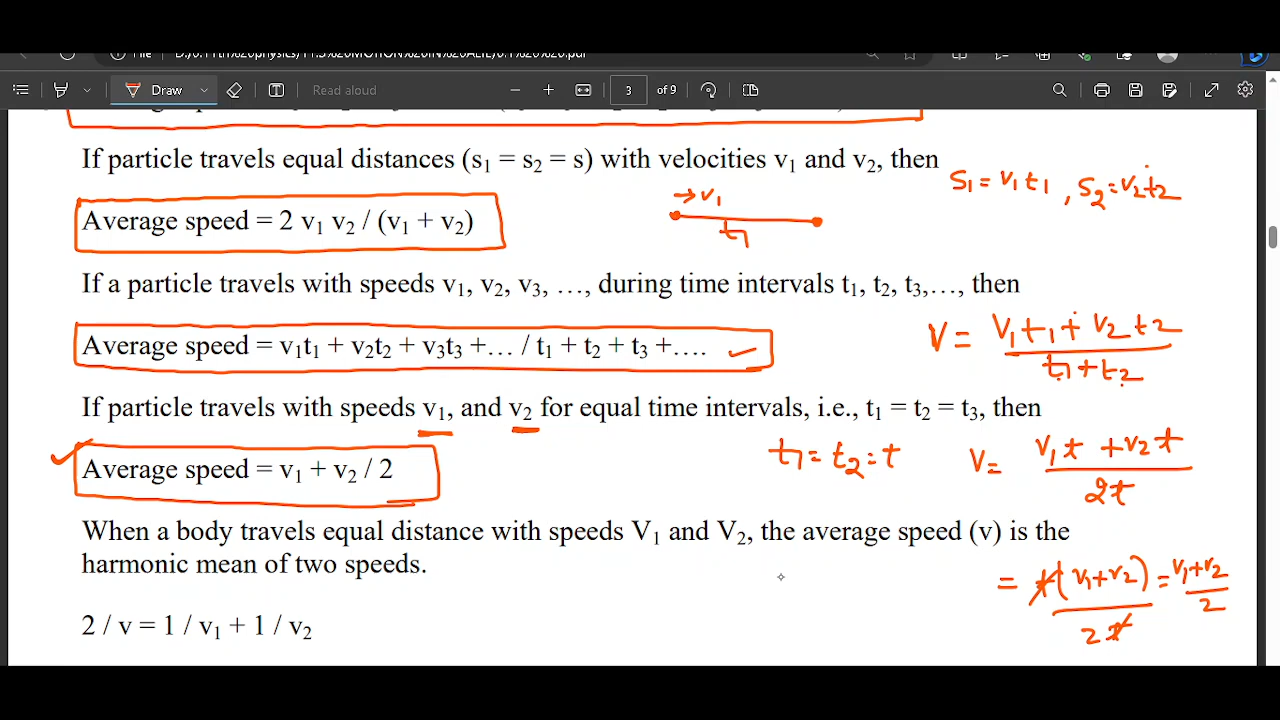 File
Draw
Read aloud
3 of 9
If particle travels equal distances (s₁ = s₂ = s) with velocities v₁ and v₂, then
S₁ = v₁t₁ , S₂ = v₂t₂
→ v₁
Average speed = 2 v₁ v₂ / (v₁ + v₂)
t₁
If a particle travels with speeds v₁, v₂, v₃, …, during time intervals t₁, t₂, t₃,…, then
V = v₁t₁ + v₂t₂ / t₁ + t₂
Average speed = v₁t₁ + v₂t₂ + v₃t₃ +… / t₁ + t₂ + t₃ +….
If particle travels with speeds v₁, and v₂ for equal time intervals, i.e., t₁ = t₂ = t₃, then
t₁ = t₂ = t V = v₁t + v₂t / 2t
Average speed = v₁ + v₂ / 2
When a body travels equal distance with speeds V₁ and V₂, the average speed (v) is the
harmonic mean of two speeds.
= t(v₁+v₂) / 2t = v₁+v₂ / 2
2 / v = 1 / v₁ + 1 / v₂